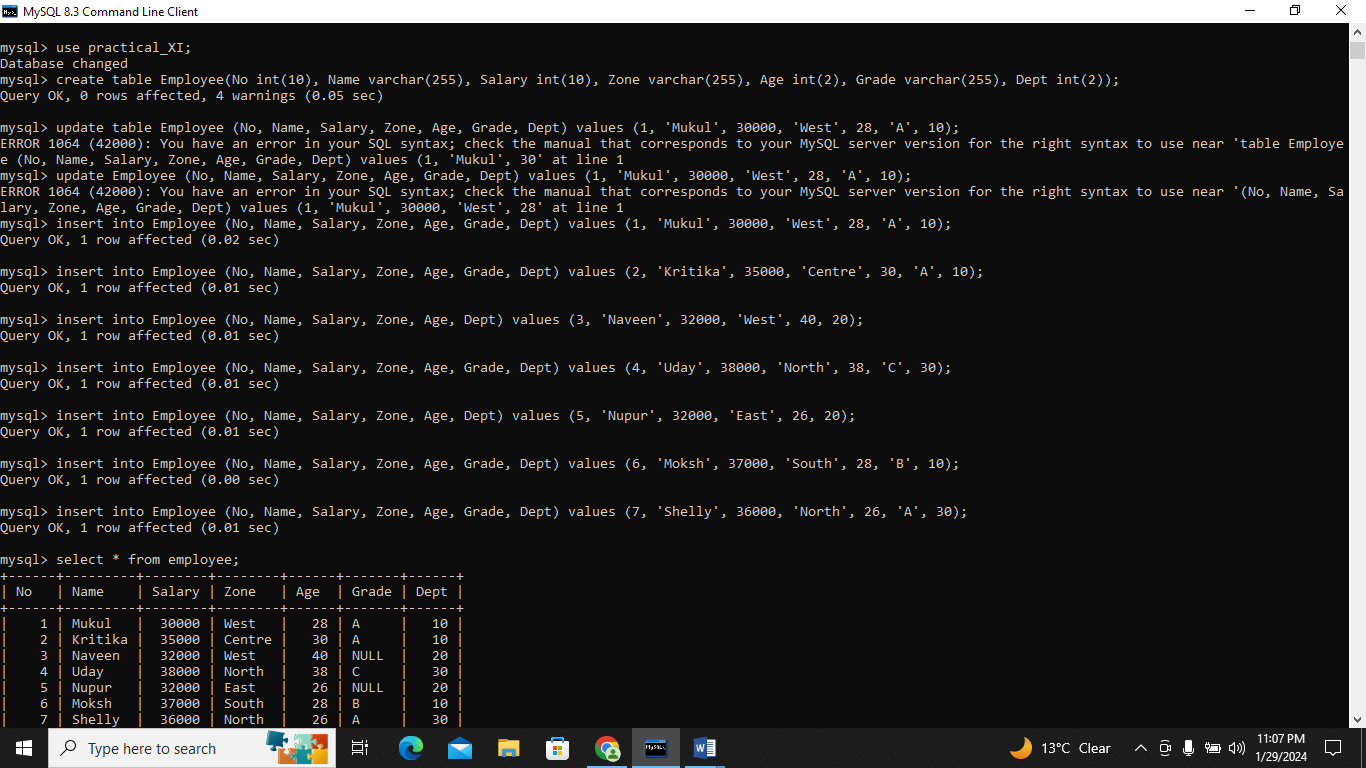 MySQL 8.3 Command Line Client
mysql> use practical_XI;
Database changed
mysql> create table Employee(No int(10), Name varchar(255), Salary int(10), Zone varchar(255), Age int(2), Grade varchar(255), Dept int(2));
Query OK, 0 rows affected, 4 warnings (0.05 sec)
mysql> update table Employee (No, Name, Salary, Zone, Age, Grade, Dept) values (1, 'Mukul', 30000, 'West', 28, 'A', 10);
ERROR 1064 (42000): You have an error in your SQL syntax; check the manual that corresponds to your MySQL server version for the right syntax to use near 'table Employe
e (No, Name, Salary, Zone, Age, Grade, Dept) values (1, 'Mukul', 30' at line 1
mysql> update Employee (No, Name, Salary, Zone, Age, Grade, Dept) values (1, 'Mukul', 30000, 'West', 28, 'A', 10);
ERROR 1064 (42000): You have an error in your SQL syntax; check the manual that corresponds to your MySQL server version for the right syntax to use near '(No, Name, Sa
lary, Zone, Age, Grade, Dept) values (1, 'Mukul', 30000, 'West', 28' at line 1
mysql> insert into Employee (No, Name, Salary, Zone, Age, Grade, Dept) values (1, 'Mukul', 30000, 'West', 28, 'A', 10);
Query OK, 1 row affected (0.02 sec)
mysql> insert into Employee (No, Name, Salary, Zone, Age, Grade, Dept) values (2, 'Kritika', 35000, 'Centre', 30, 'A', 10);
Query OK, 1 row affected (0.01 sec)
mysql> insert into Employee (No, Name, Salary, Zone, Age, Dept) values (3, 'Naveen', 32000, 'West', 40, 20);
Query OK, 1 row affected (0.01 sec)
mysql> insert into Employee (No, Name, Salary, Zone, Age, Grade, Dept) values (4, 'Uday', 38000, 'North', 38, 'C', 30);
Query OK, 1 row affected (0.01 sec)
mysql> insert into Employee (No, Name, Salary, Zone, Age, Dept) values (5, 'Nupur', 32000, 'East', 26, 20);
Query OK, 1 row affected (0.01 sec)
mysql> insert into Employee (No, Name, Salary, Zone, Age, Grade, Dept) values (6, 'Moksh', 37000, 'South', 28, 'B', 10);
Query OK, 1 row affected (0.00 sec)
mysql> insert into Employee (No, Name, Salary, Zone, Age, Grade, Dept) values (7, 'Shelly', 36000, 'North', 26, 'A', 30);
Query OK, 1 row affected (0.01 sec)
mysql> select * from employee;
+------+---------+--------+--------+------+-------+------+
| No   | Name    | Salary | Zone   | Age  | Grade | Dept |
+------+---------+--------+--------+------+-------+------+
|    1 | Mukul   |  30000 | West   |   28 | A     |   10 |
|    2 | Kritika |  35000 | Centre |   30 | A     |   10 |
|    3 | Naveen  |  32000 | West   |   40 | NULL  |   20 |
|    4 | Uday    |  38000 | North  |   38 | C     |   30 |
|    5 | Nupur   |  32000 | East   |   26 | NULL  |   20 |
|    6 | Moksh   |  37000 | South  |   28 | B     |   10 |
|    7 | Shelly  |  36000 | North  |   26 | A     |   30 |
Type here to search
13°C Clear
11:07 PM
1/29/2024